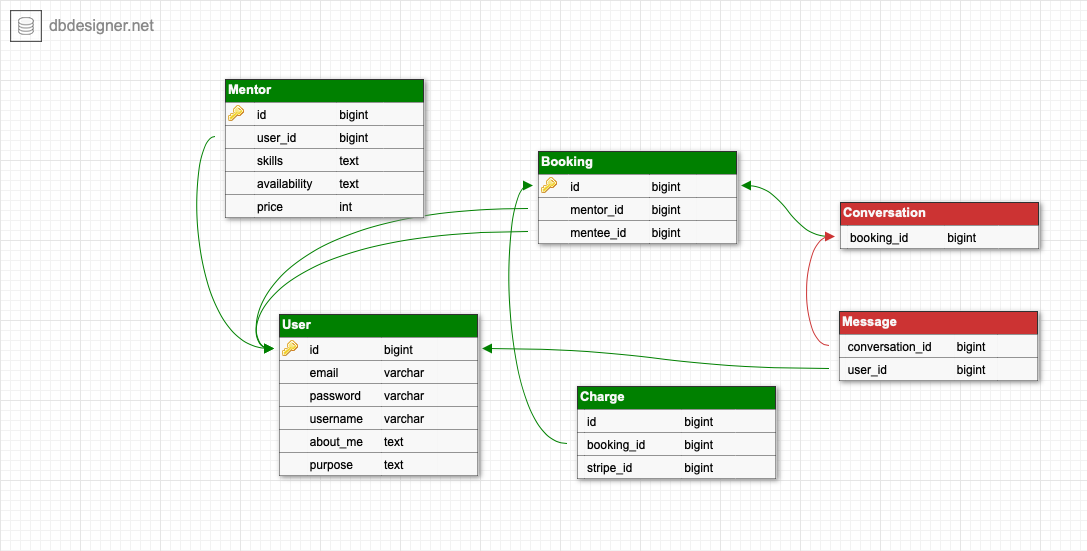 dbdesigner.net
Mentor
id bigint
user_id bigint
skills text
availability text
price int
Booking
id bigint
mentor_id bigint
mentee_id bigint
Conversation
booking_id bigint
User
id bigint
email varchar
password varchar
username varchar
about_me text
purpose text
Message
conversation_id bigint
user_id bigint
Charge
id bigint
booking_id bigint
stripe_id bigint